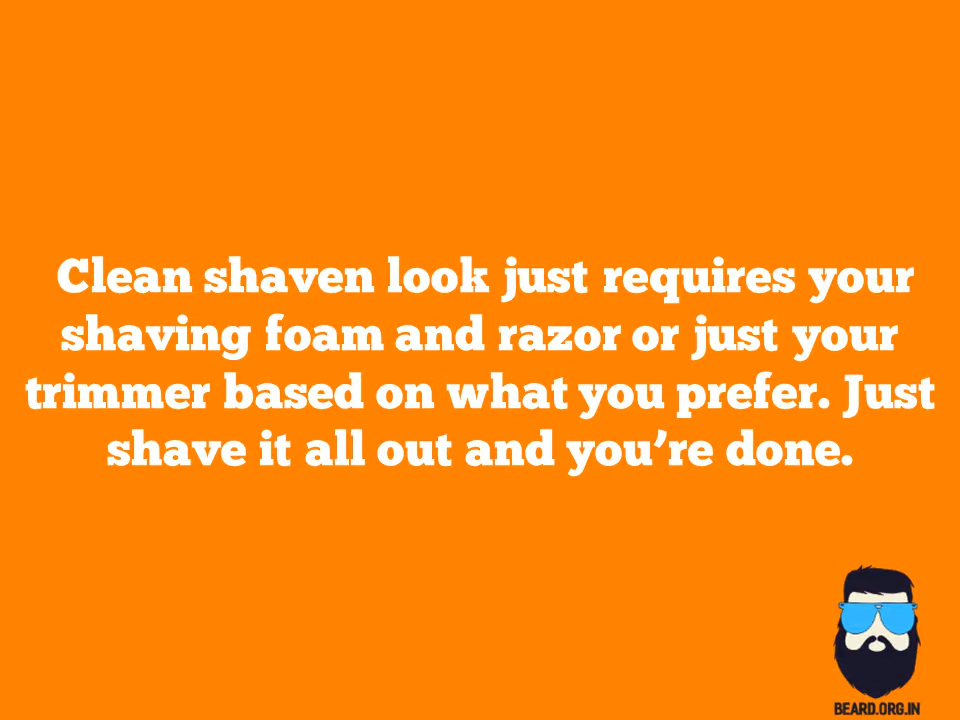 Clean shaven look just requires your
shaving foam and razor or just your
trimmer based on what you prefer. Just
shave it all out and you’re done.
BEARD.ORG.IN